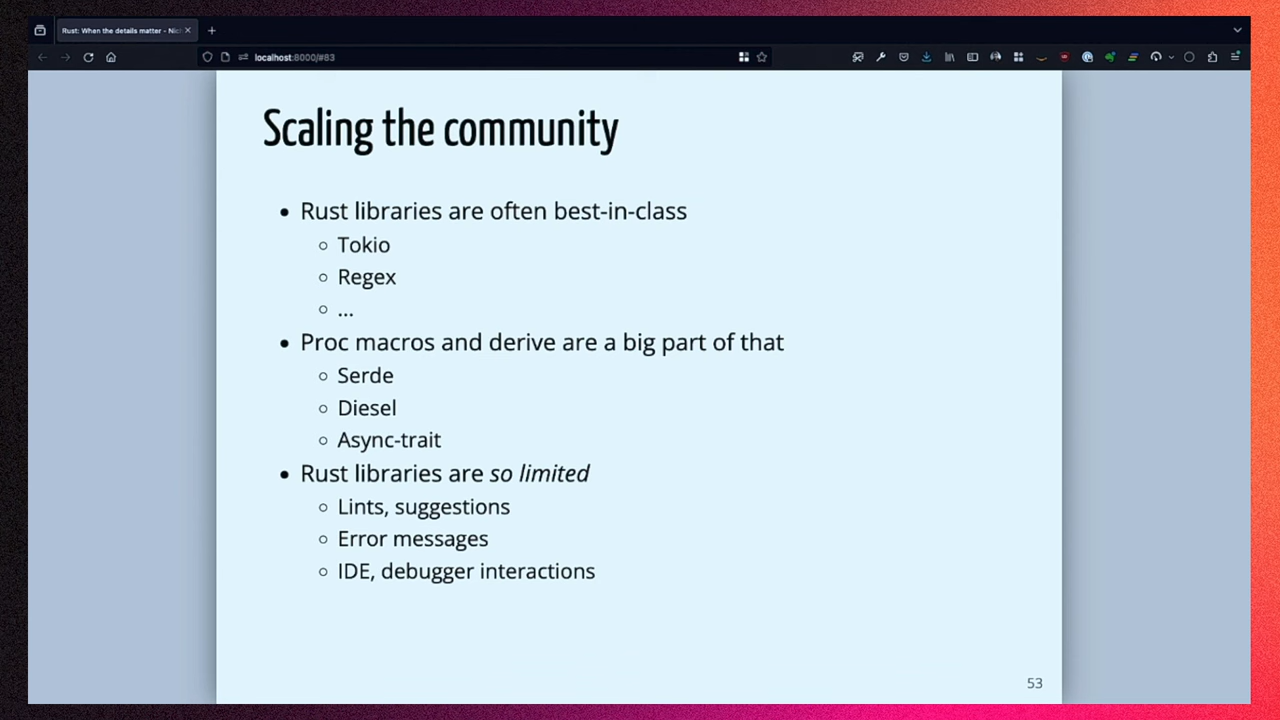 Rust: When the details matter - Nich
localhost:8000/#83
Scaling the community
Rust libraries are often best-in-class
Tokio
Regex
...
Proc macros and derive are a big part of that
Serde
Diesel
Async-trait
Rust libraries are so limited
Lints, suggestions
Error messages
IDE, debugger interactions
53